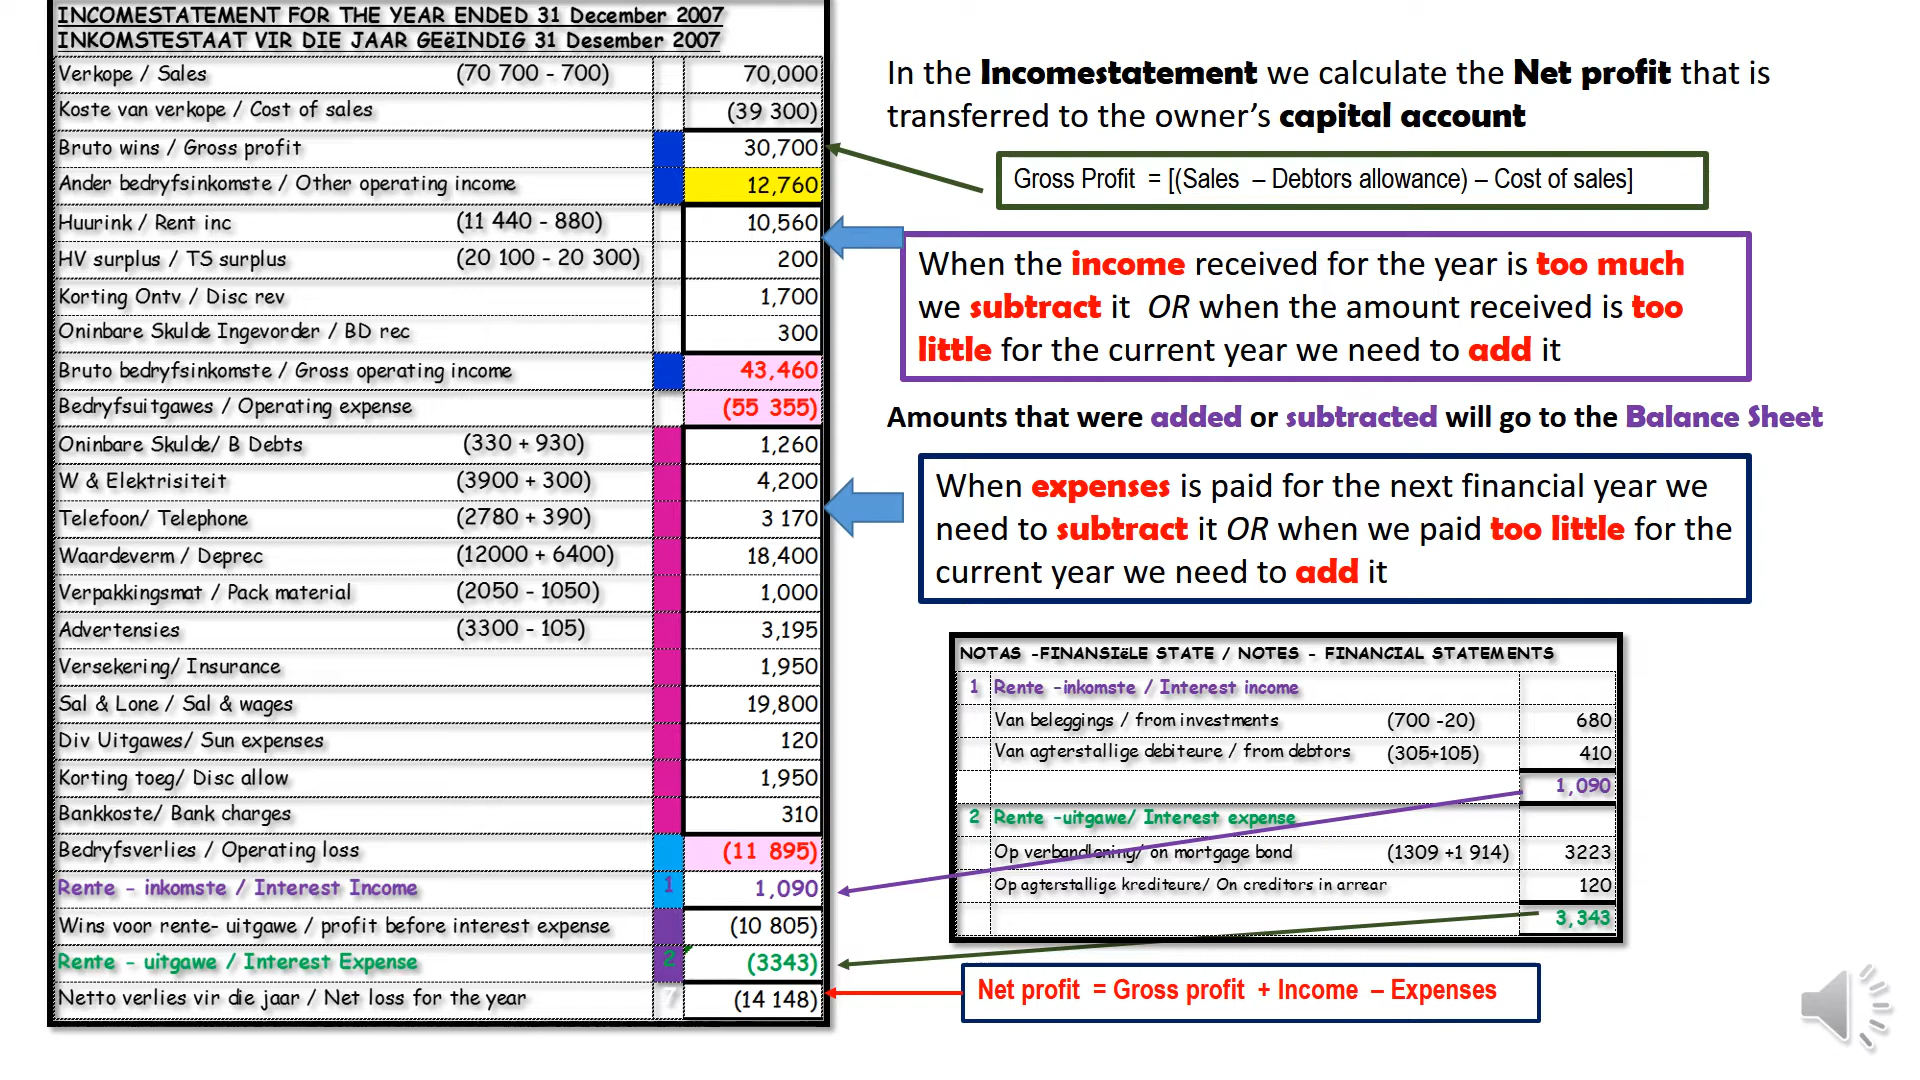 INCOMESTATEMENT FOR THE YEAR ENDED 31 December 2007
INKOMSTESTAAT VIR DIE JAAR GEëINDIG 31 Desember 2007
Verkope / Sales (70 700 - 700) 70,000
Koste van verkope / Cost of sales (39 300)
Bruto wins / Gross profit 30,700
Ander bedryfsinkomste / Other operating income 12,760
Huurink / Rent inc (11 440 - 880) 10,560
HV surplus / TS surplus (20 100 - 20 300) 200
Korting Ontv / Disc rev 1,700
Oninbare Skulde Ingevorder / BD rec 300
Bruto bedryfsinkomste / Gross operating income 43,460
Bedryfsuitgawes / Operating expense (55 355)
Oninbare Skulde/ B Debts (330 + 930) 1,260
W & Elektrisiteit (3900 + 300) 4,200
Telefoon/ Telephone (2780 + 390) 3 170
Waardeverm / Deprec (12000 + 6400) 18,400
Verpakkingsmat / Pack material (2050 - 1050) 1,000
Advertensies (3300 - 105) 3,195
Versekering/ Insurance 1,950
Sal & Lone / Sal & wages 19,800
Div Uitgawes/ Sun expenses 120
Korting toeg/ Disc allow 1,950
Bankkoste/ Bank charges 310
Bedryfsverlies / Operating loss (11 895)
Rente - inkomste / Interest Income 1 1,090
Wins voor rente- uitgawe / profit before interest expense (10 805)
Rente - uitgawe / Interest Expense 2 (3343)
Netto verlies vir die jaar / Net loss for the year 7 (14 148)
In the Incomestatement we calculate the Net profit that is
transferred to the owner's capital account
Gross Profit = [(Sales – Debtors allowance) – Cost of sales]
When the income received for the year is too much
we subtract it OR when the amount received is too
little for the current year we need to add it
Amounts that were added or subtracted will go to the Balance Sheet
When expenses is paid for the next financial year we
need to subtract it OR when we paid too little for the
current year we need to add it
NOTAS -FINANSIëLE STATE / NOTES - FINANCIAL STATEMENTS
1 Rente -inkomste / Interest income
Van beleggings / from investments (700 -20) 680
Van agterstallige debiteure / from debtors (305+105) 410
1,090
2 Rente -uitgawe/ Interest expense
Op verbandlening/ on mortgage bond (1309 +1 914) 3223
Op agterstallige krediteure/ On creditors in arrear 120
3,343
Net profit = Gross profit + Income – Expenses